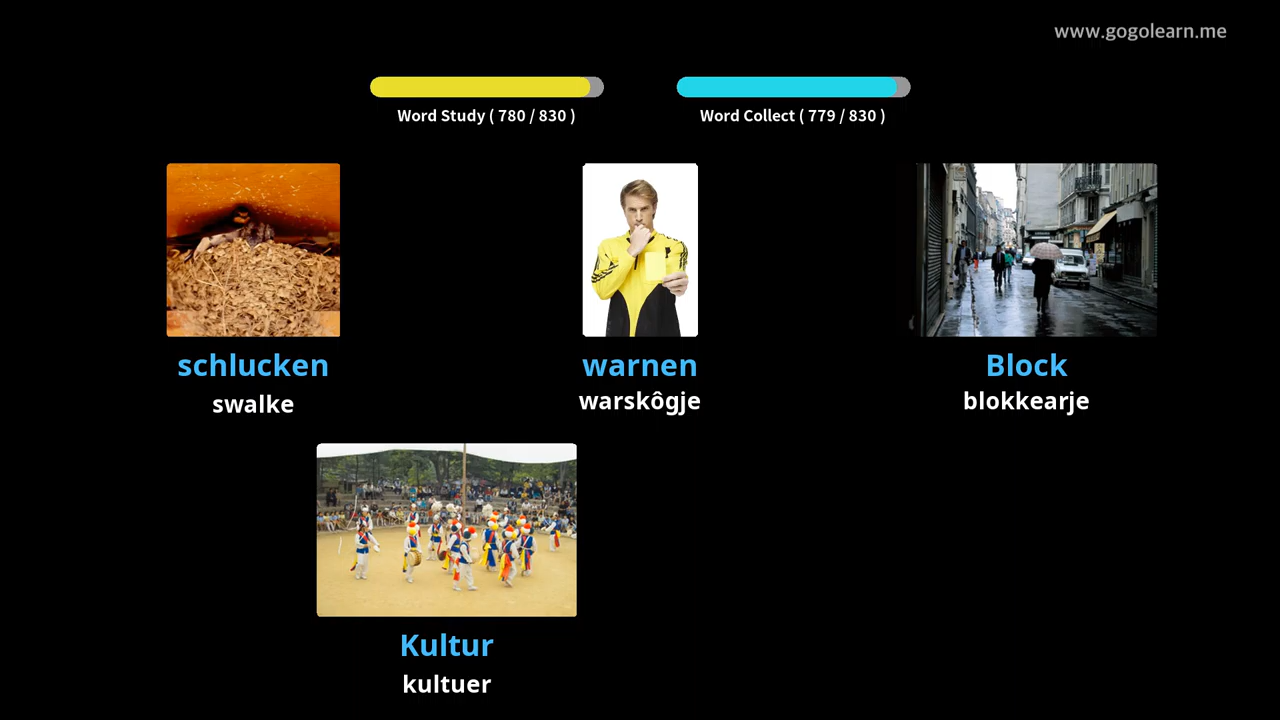 www.gogolearn.me
Word Study ( 780 / 830 )
Word Collect ( 779 / 830 )
schlucken
swalke
warnen
warskôgje
Block
blokkearje
Kultur
kultuer